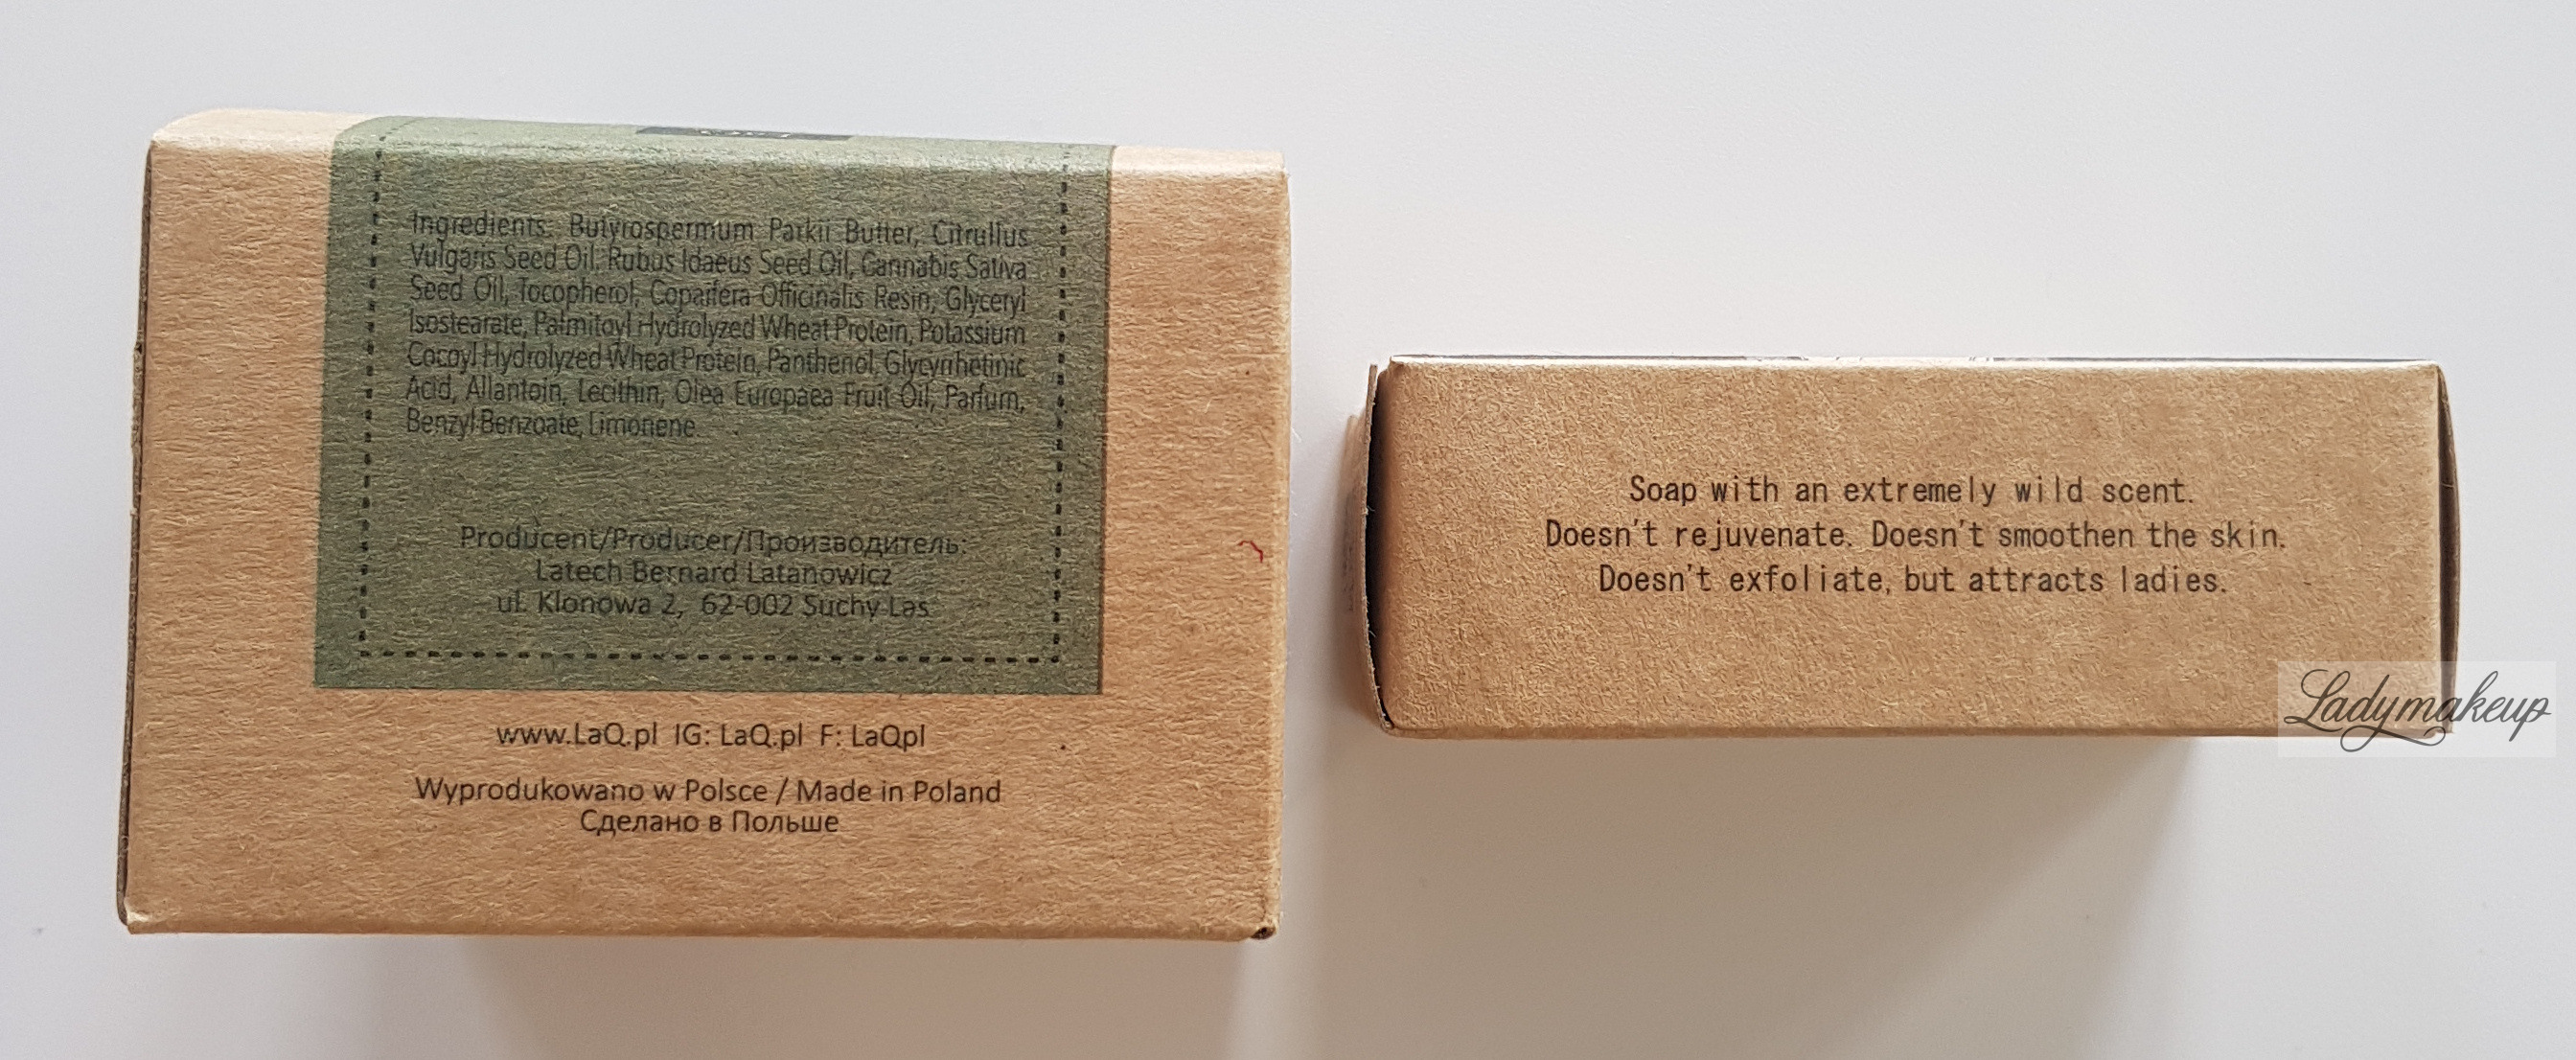 Ingredients: Butyrospermum Parkii Butter, Citrullus
Vulgaris Seed Oil, Rubus Idaeus Seed Oil, Cannabis Sativa
Seed Oil, Tocopherol, Copaifera Officinalis Resin, Glyceryl
Isostearate, Palmitoyl Hydrolyzed Wheat Protein, Potassium
Cocoyl Hydrolyzed Wheat Protein, Panthenol, Glycyrrhetinic
Acid, Allantoin, Lecithin, Olea Europaea Fruit Oil, Parfum,
Benzyl Benzoate, Limonene.
Producent/Producer/Производитель:
Latech Bernard Latanowicz
ul. Klonowa 2, 62-002 Suchy Las
www.LaQ.pl IG: LaQ.pl F: LaQpl
Wyprodukowano w Polsce / Made in Poland
Сделано в Польше
Soap with an extremely wild scent.
Doesn't rejuvenate. Doesn't smoothen the skin.
Doesn't exfoliate, but attracts ladies.
Ladymakeup